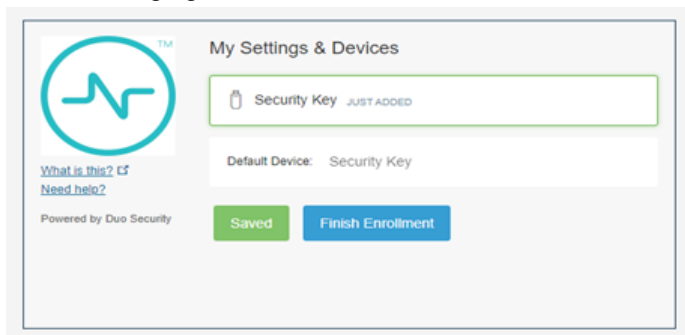 TM
My Settings & Devices
Security Key JUST ADDED
Default Device: Security Key
What is this?
Need help?
Powered by Duo Security
Saved
Finish Enrollment